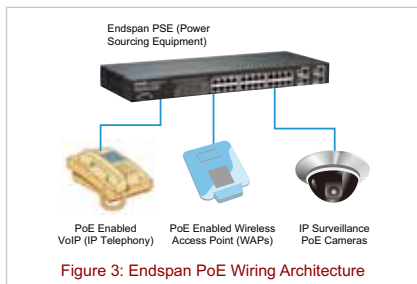 Endspan PSE (Power
Sourcing Equipment)
PoE Enabled
VoIP (IP Telephony)
PoE Enabled Wireless
Access Point (WAPs)
IP Surveillance
PoE Cameras
Figure 3: Endspan PoE Wiring Architecture